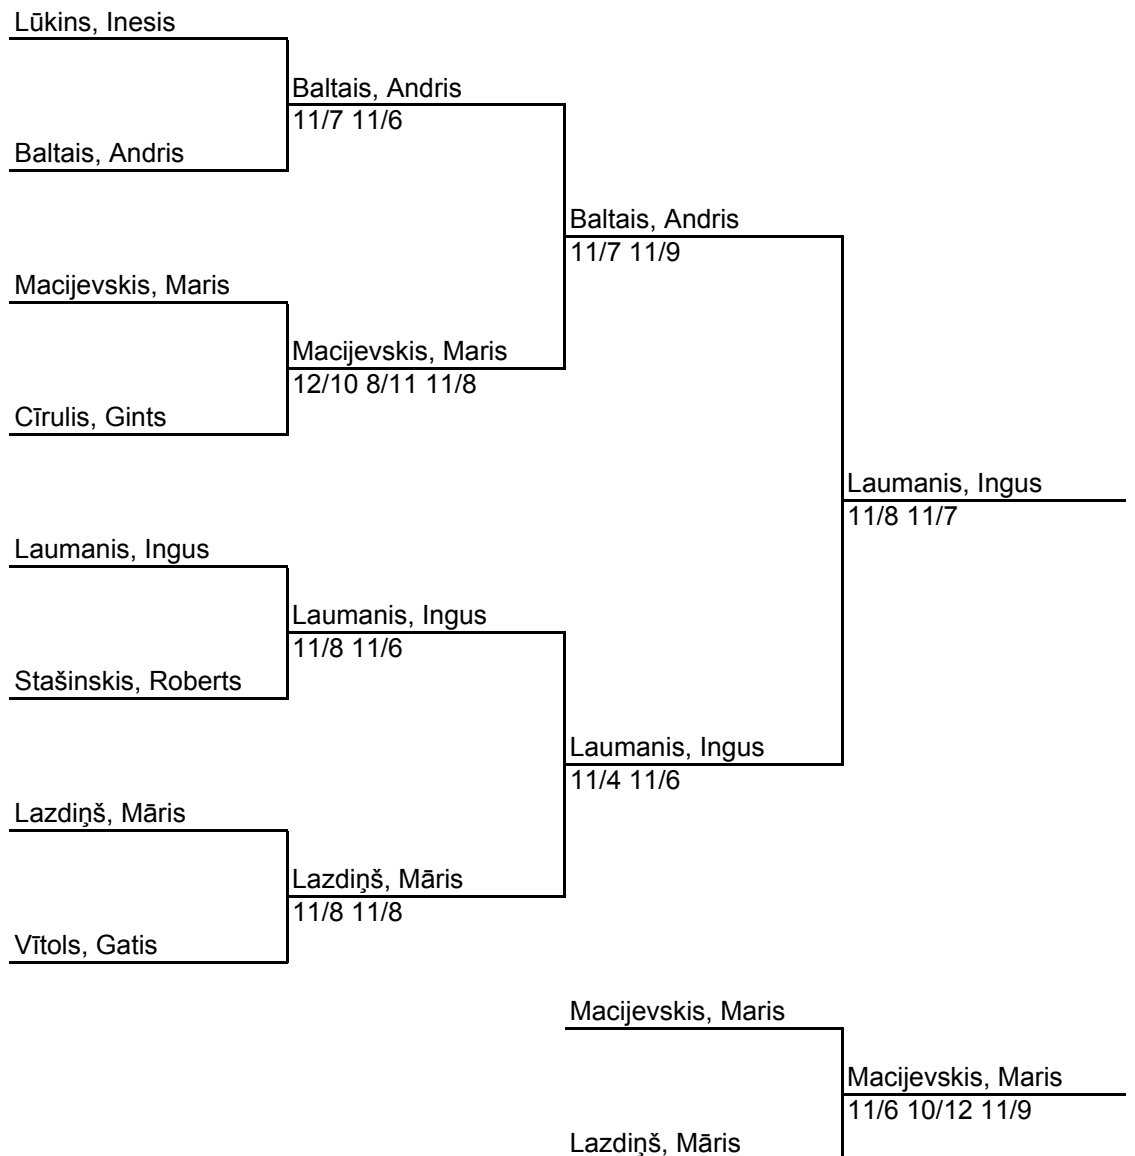 Lūkins, Inesis
Baltais, Andris
11/7 11/6
Baltais, Andris
Baltais, Andris
11/7 11/9
Macijevskis, Maris
Macijevskis, Maris
12/10 8/11 11/8
Cīrulis, Gints
Laumanis, Ingus
11/8 11/7
Laumanis, Ingus
Laumanis, Ingus
11/8 11/6
Stašinskis, Roberts
Laumanis, Ingus
11/4 11/6
Lazdiņš, Māris
Lazdiņš, Māris
11/8 11/8
Vītols, Gatis
Macijevskis, Maris
Macijevskis, Maris
11/6 10/12 11/9
Lazdiņš, Māris